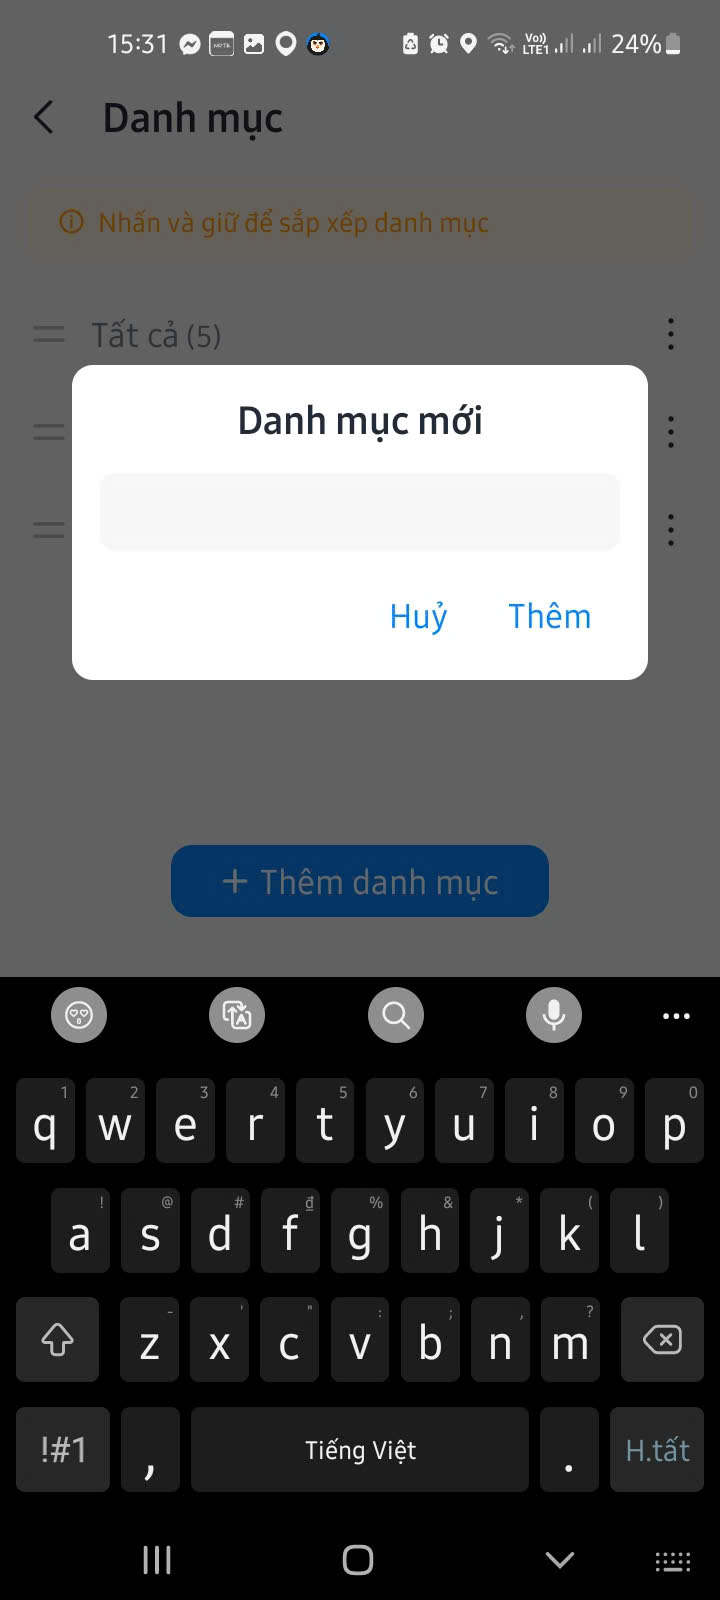 15:31 Vo)) LTE1 24%
Danh mục
Nhấn và giữ để sắp xếp danh mục
Tất cả (5)
Danh mục mới
Huỷ Thêm
+ Thêm danh mục
1 2 3 4 5 6 7 8 9 0
q w e r t y u i o p
! @ # ₫ % & * ( )
a s d f g h j k l
- ' " : ; , ?
z x c v b n m
!#1 , Tiếng Việt . H.tất